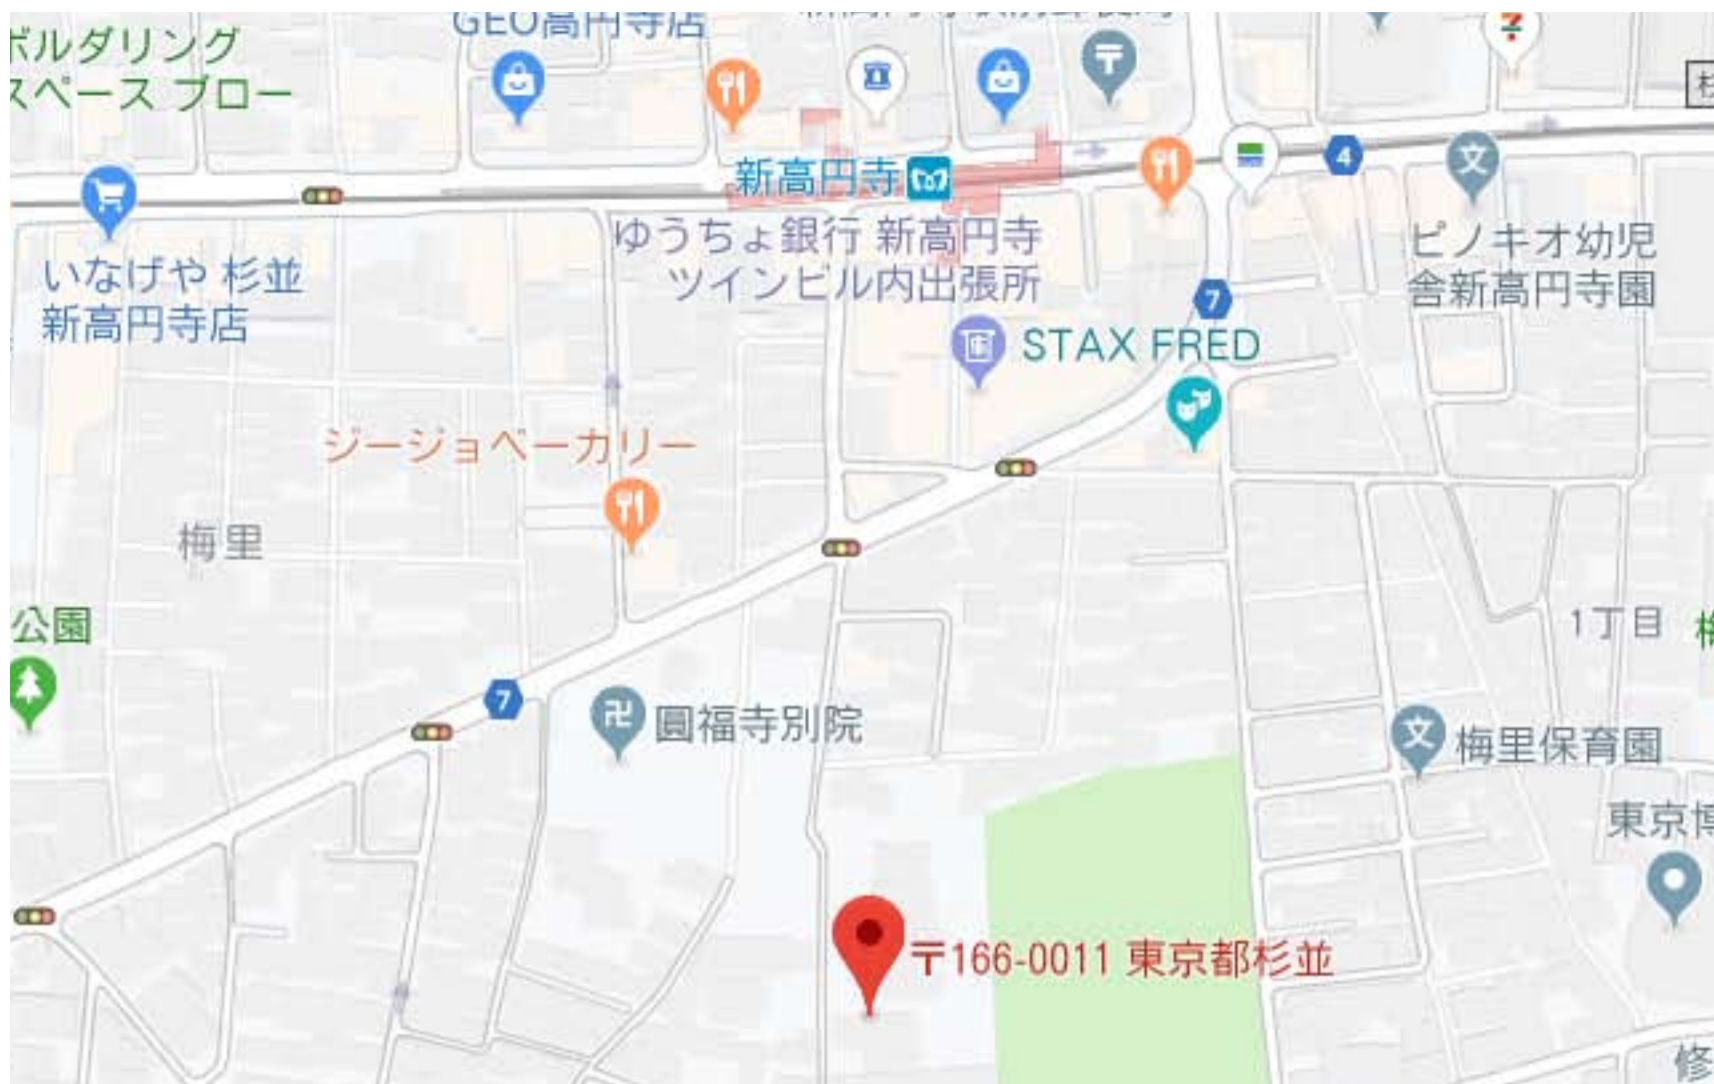 GEO高円寺店
ボルダリング
スペース ブロー
新高円寺
4
いなげや 杉並
新高円寺店
ゆうちょ銀行 新高円寺
ツインビル内出張所
ピノキオ幼児
舎新高円寺園
7
STAX FRED
ジージョベーカリー
梅里
公園
1丁目
7
圓福寺別院
梅里保育園
東京博
〒166-0011 東京都杉並
修